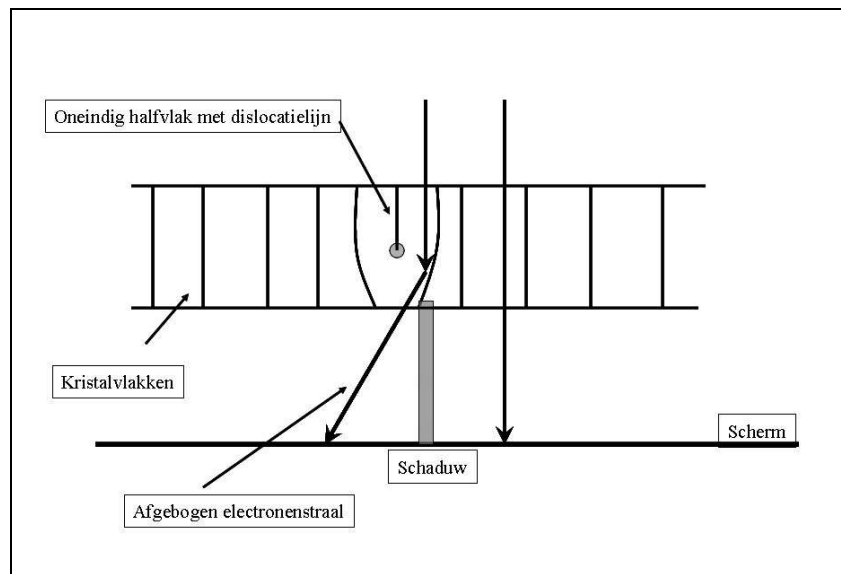 Oneindig halfvlak met dislocatielijn
Kristalvlakken
Scherm
Schaduw
Afgebogen electronenstraal